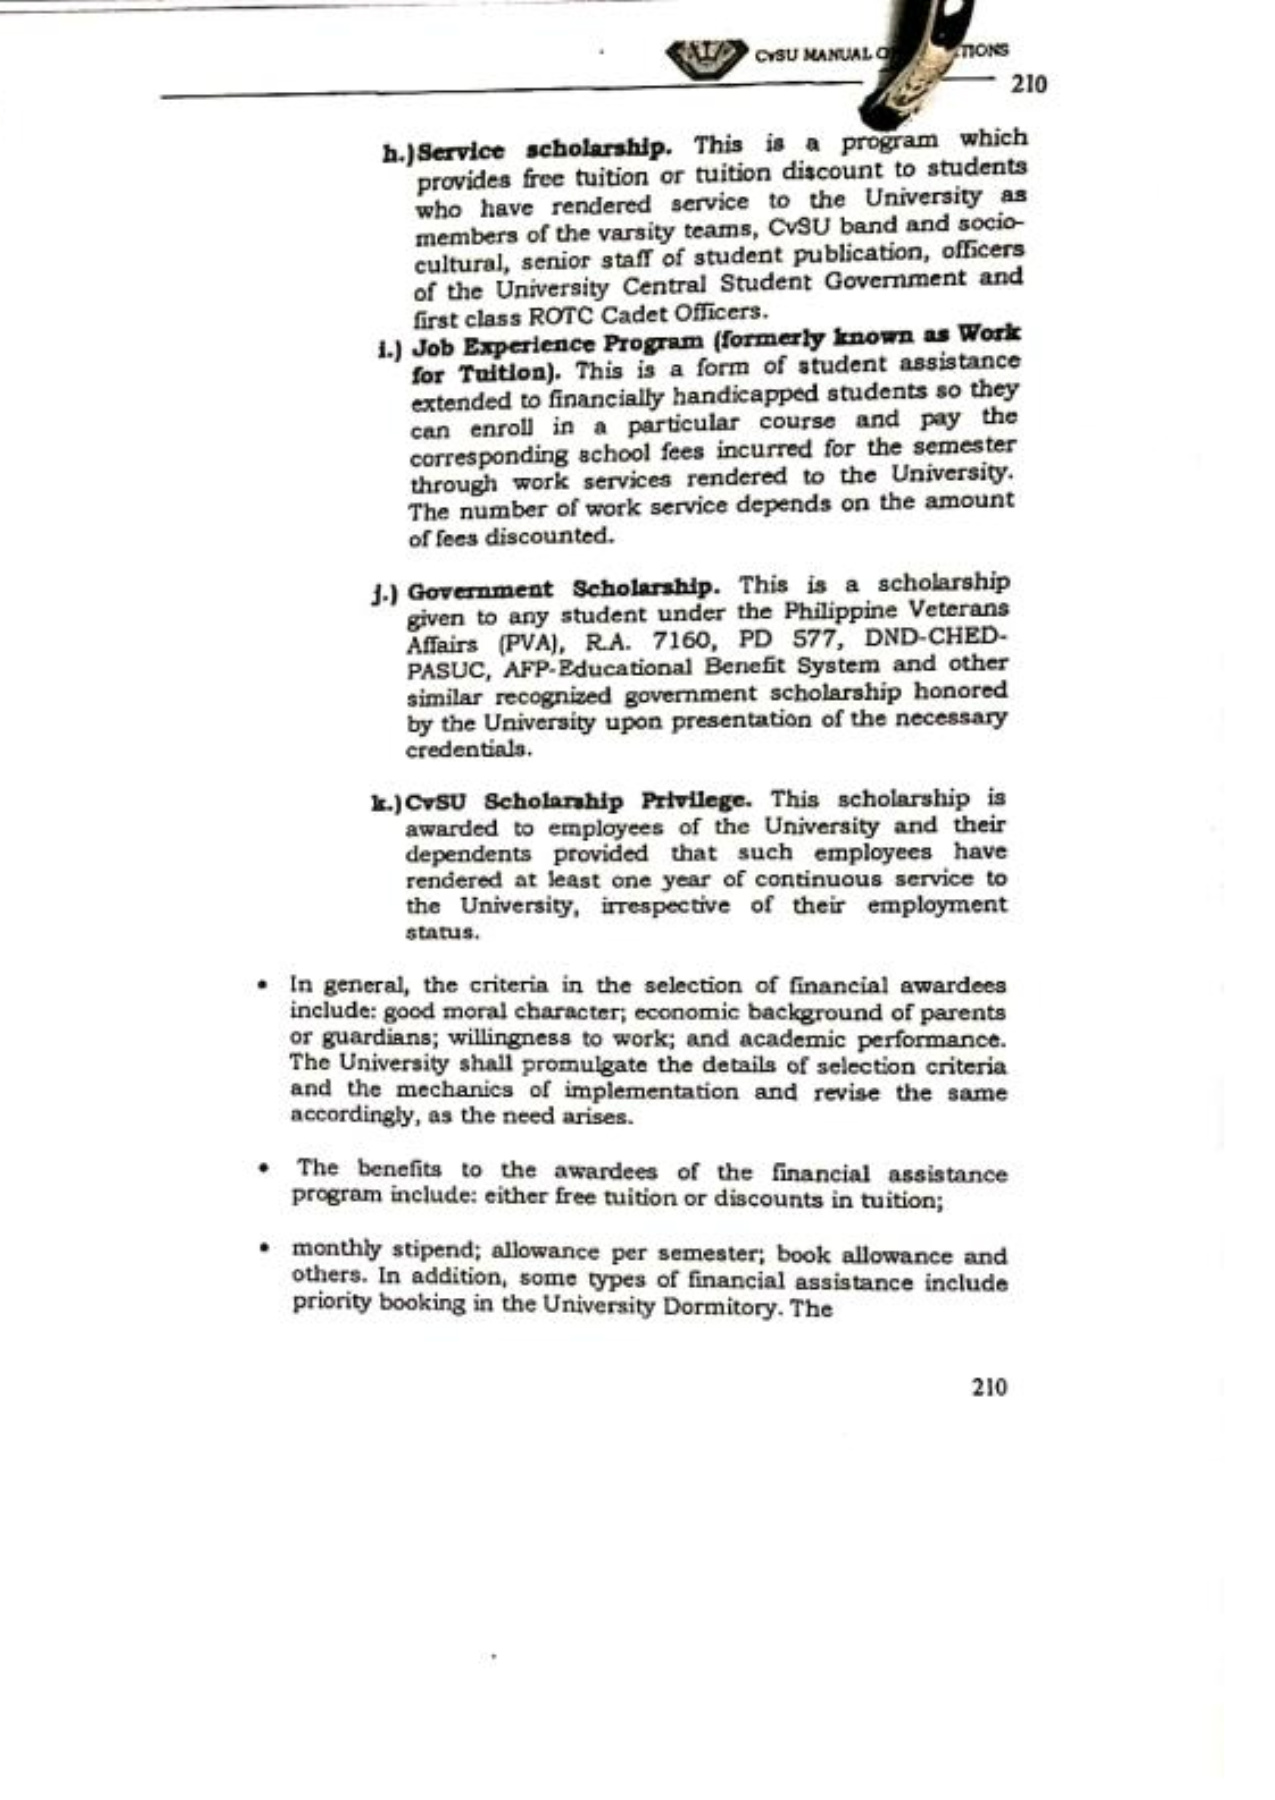 CvSU MANUAL O TIONS
210
h.)Service scholarship. This is a program which
provides free tuition or tuition discount to students
who have rendered service to the University as
members of the varsity teams, CvSU band and socio-
cultural, senior staff of student publication, officers
of the University Central Student Government and
first class ROTC Cadet Officers.
i.) Job Experience Program (formerly known as Work
for Tuition). This is a form of student assistance
extended to financially handicapped students so they
can enroll in a particular course and pay the
corresponding school fees incurred for the semester
through work services rendered to the University.
The number of work service depends on the amount
of fees discounted.
j.) Government Scholarship. This is a scholarship
given to any student under the Philippine Veterans
Affairs (PVA), R.A. 7160, PD 577, DND-CHED-
PASUC, AFP-Educational Benefit System and other
similar recognized government scholarship honored
by the University upon presentation of the necessary
credentials.
k.)CvSU Scholarship Privilege. This scholarship is
awarded to employees of the University and their
dependents provided that such employees have
rendered at least one year of continuous service to
the University, irrespective of their employment
status.
• In general, the criteria in the selection of financial awardees
include: good moral character; economic background of parents
or guardians; willingness to work; and academic performance.
The University shall promulgate the details of selection criteria
and the mechanics of implementation and revise the same
accordingly, as the need arises.
• The benefits to the awardees of the financial assistance
program include: either free tuition or discounts in tuition;
• monthly stipend; allowance per semester; book allowance and
others. In addition, some types of financial assistance include
priority booking in the University Dormitory. The
210